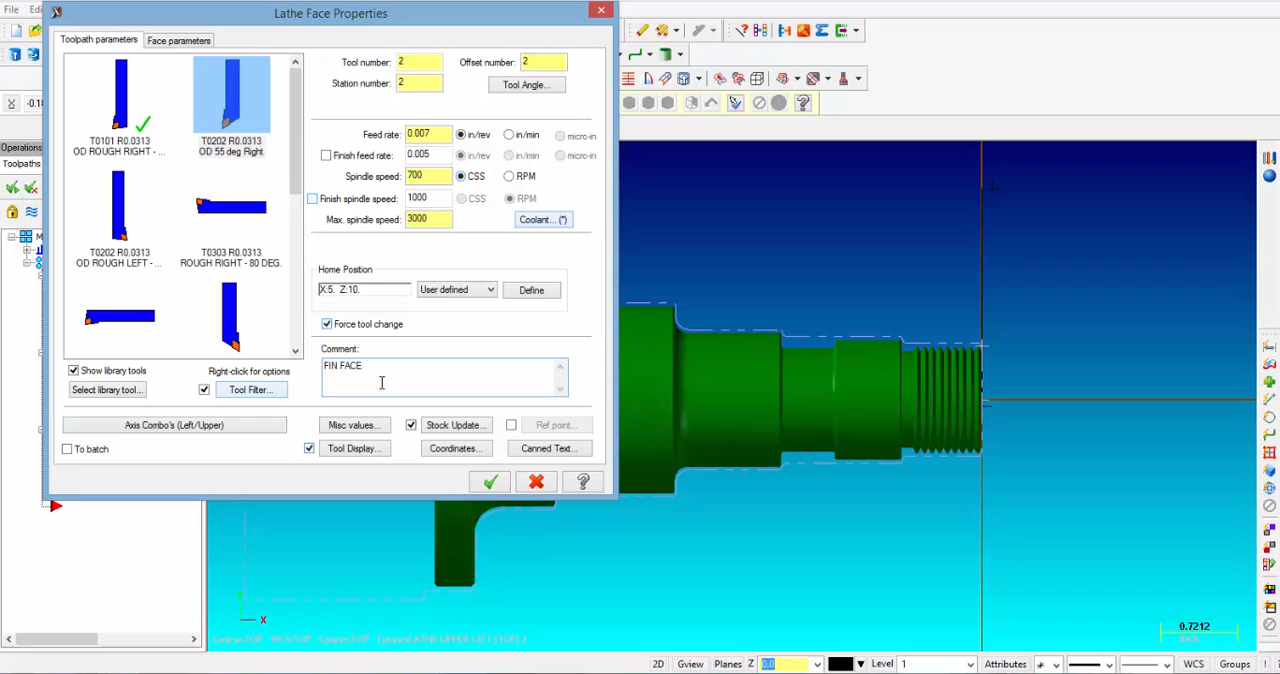 File
Lathe Face Properties
Toolpath parameters
Face parameters
T0101 R0.0313
OD ROUGH RIGHT - ...
T0202 R0.0313
OD 55 deg Right
T0202 R0.0313
OD ROUGH LEFT - ...
T0303 R0.0313
ROUGH RIGHT - 80 DEG.
Show library tools
Right-click for options
Select library tool...
Tool Filter...
Axis Combo's (Left/Upper)
To batch
Tool number: 2
Offset number: 2
Station number: 2
Tool Angle...
Feed rate: 0.007 in/rev in/min micro-in
Finish feed rate: 0.005 in/rev in/min micro-in
Spindle speed: 700 CSS RPM
Finish spindle speed: 1000 CSS RPM
Max. spindle speed: 3000
Coolant... (*)
Home Position
X:5. Z:10. User defined Define
Force tool change
Comment:
FIN FACE
Misc values...
Stock Update...
Ref point...
Tool Display...
Coordinates...
Canned Text...
Operations
Toolpaths
X
0.7212
Inch
2D Gview Planes Z 0.0 Level 1 Attributes WCS Groups